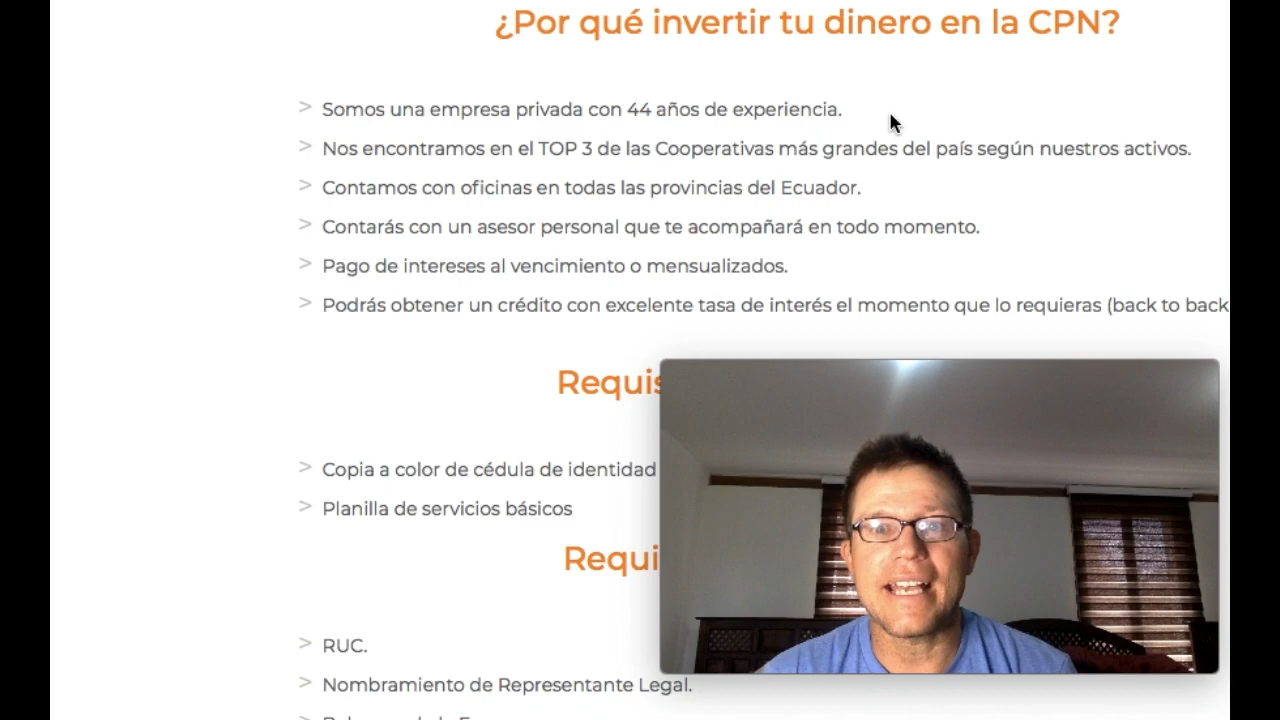 ¿Por qué invertir tu dinero en la CPN?
> Somos una empresa privada con 44 años de experiencia.
> Nos encontramos en el TOP 3 de las Cooperativas más grandes del país según nuestros activos.
> Contamos con oficinas en todas las provincias del Ecuador.
> Contarás con un asesor personal que te acompañará en todo momento.
> Pago de intereses al vencimiento o mensualizados.
> Podrás obtener un crédito con excelente tasa de interés el momento que lo requieras (back to back
Requis
> Copia a color de cédula de identidad
> Planilla de servicios básicos
Requi
> RUC.
> Nombramiento de Representante Legal.